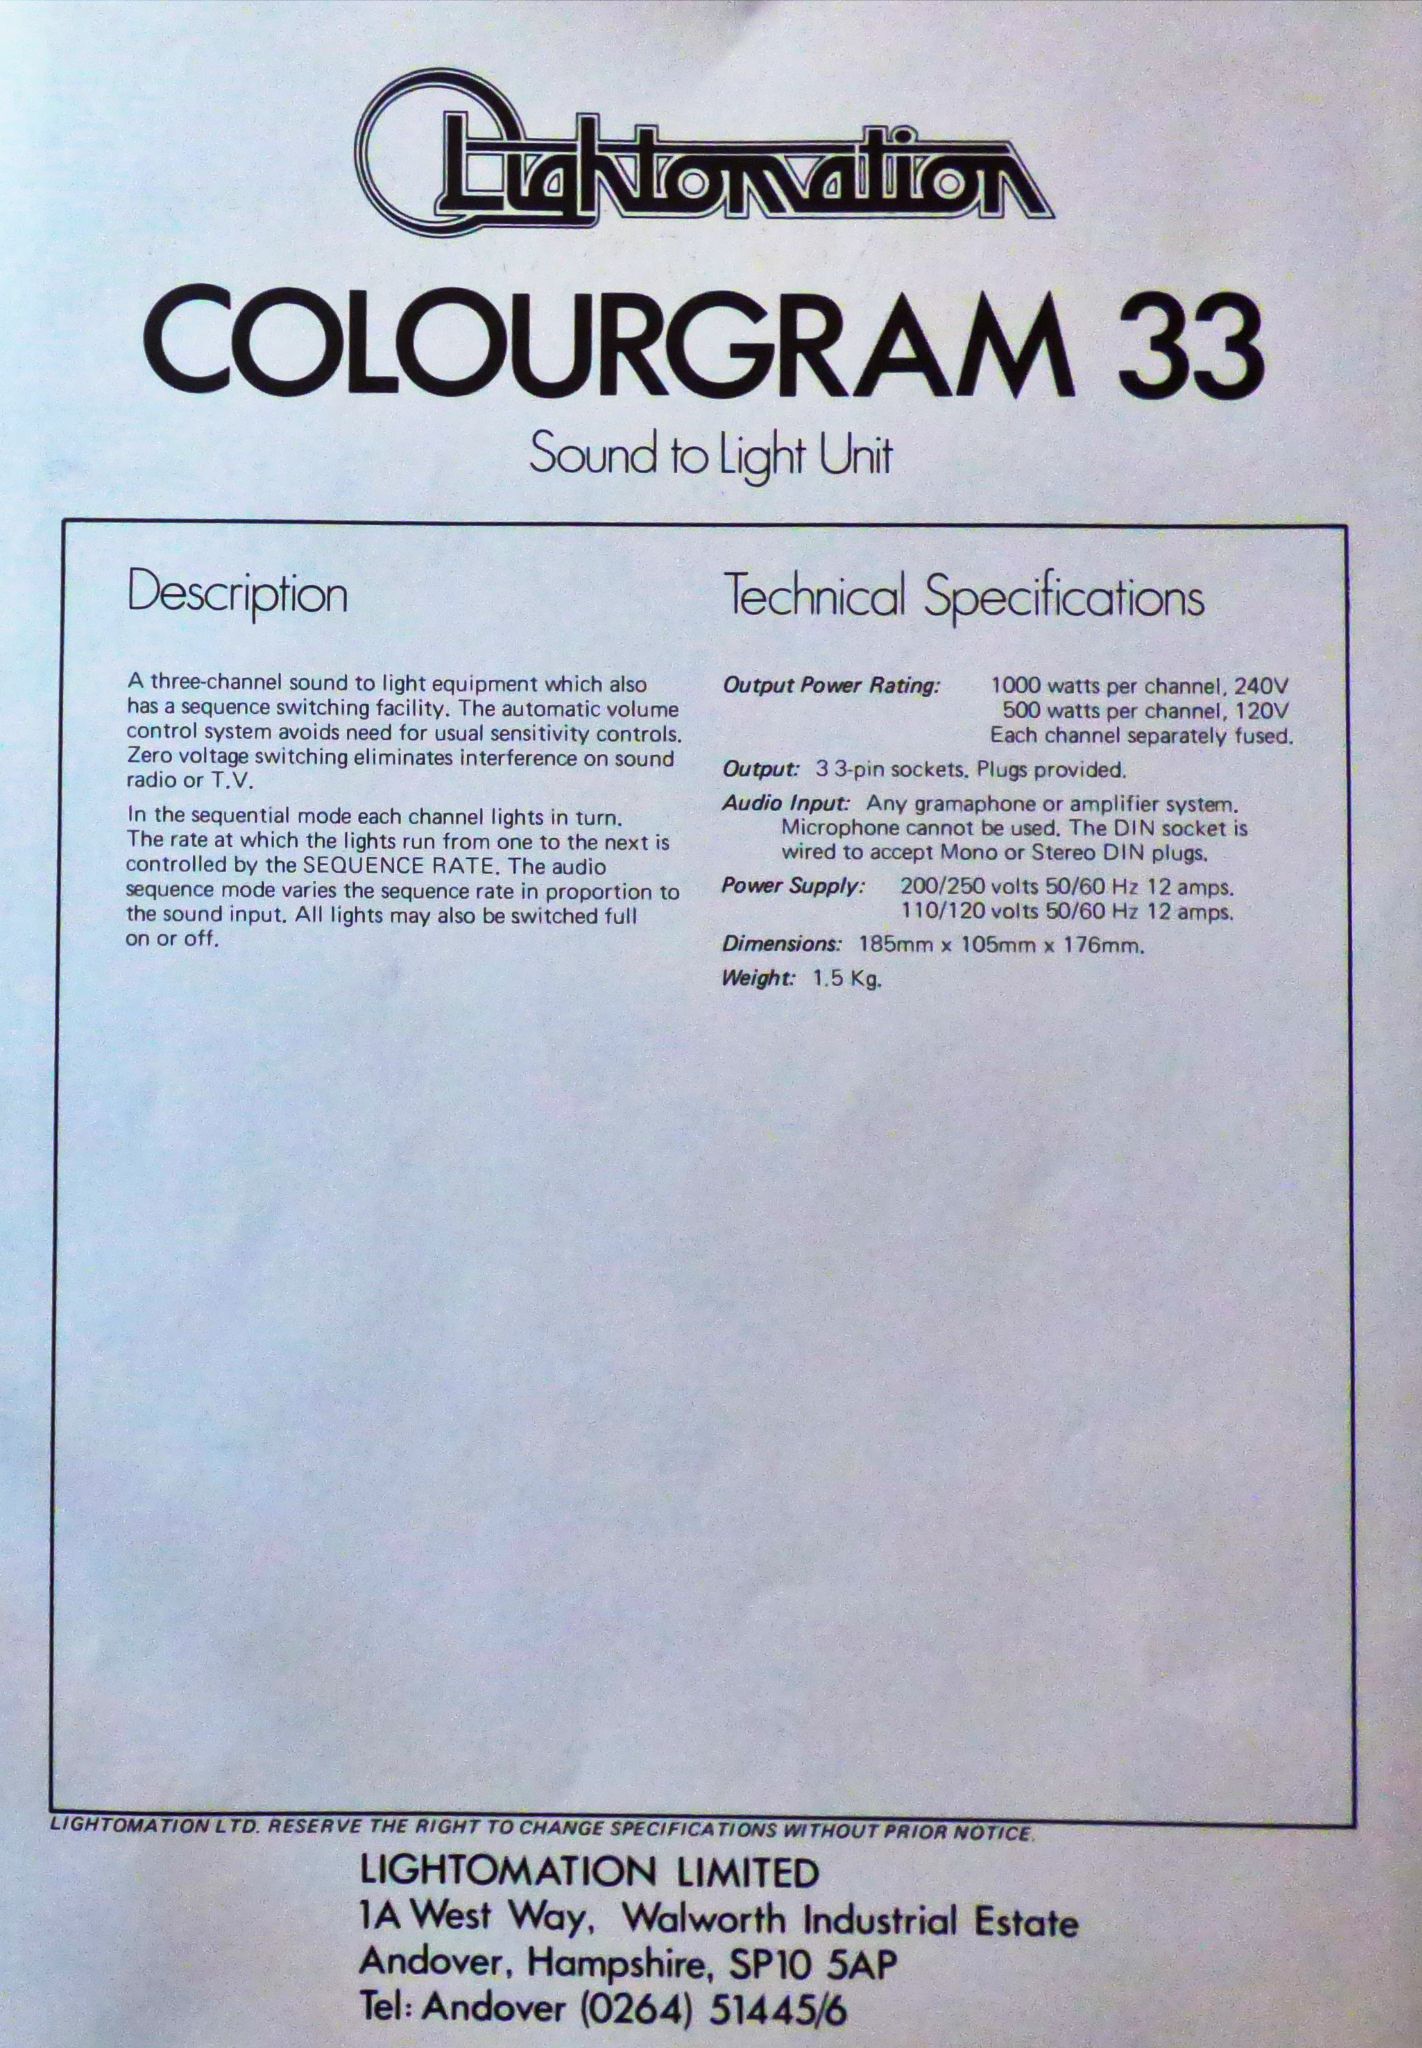 Lightomation
COLOURGRAM 33
Sound to Light Unit
Description
A three-channel sound to light equipment which also
has a sequence switching facility. The automatic volume
control system avoids need for usual sensitivity controls.
Zero voltage switching eliminates interference on sound
radio or T.V.
In the sequential mode each channel lights in turn.
The rate at which the lights run from one to the next is
controlled by the SEQUENCE RATE. The audio
sequence mode varies the sequence rate in proportion to
the sound input. All lights may also be switched full
on or off.
Technical Specifications
Output Power Rating: 1000 watts per channel, 240V
500 watts per channel, 120V
Each channel separately fused.
Output: 3 3-pin sockets. Plugs provided.
Audio Input: Any gramaphone or amplifier system.
Microphone cannot be used. The DIN socket is
wired to accept Mono or Stereo DIN plugs.
Power Supply: 200/250 volts 50/60 Hz 12 amps.
110/120 volts 50/60 Hz 12 amps.
Dimensions: 185mm x 105mm x 176mm.
Weight: 1.5 Kg.
LIGHTOMATION LTD. RESERVE THE RIGHT TO CHANGE SPECIFICATIONS WITHOUT PRIOR NOTICE.
LIGHTOMATION LIMITED
1A West Way, Walworth Industrial Estate
Andover, Hampshire, SP10 5AP
Tel: Andover (0264) 51445/6